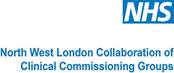 NHS
North West London Collaboration of
Clinical Commissioning Groups